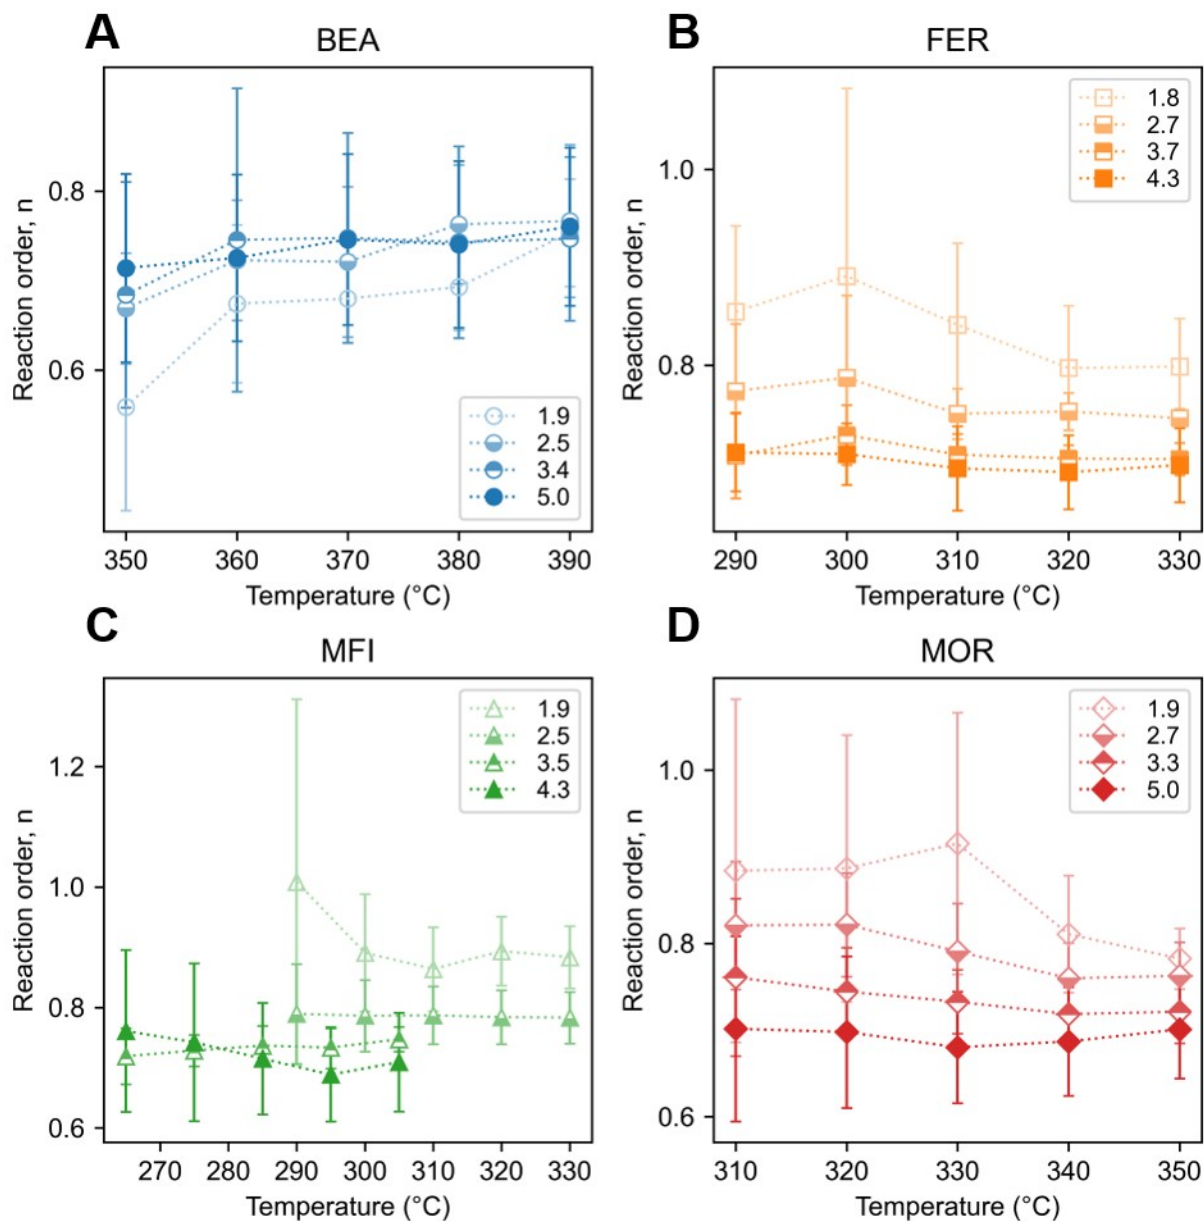 A
BEA
Reaction order, n
0.8
0.6
1.9
2.5
3.4
5.0
350 360 370 380 390
Temperature (°C)
B
FER
Reaction order, n
1.0
0.8
1.8
2.7
3.7
4.3
290 300 310 320 330
Temperature (°C)
C
MFI
Reaction order, n
1.2
1.0
0.8
0.6
1.9
2.5
3.5
4.3
270 280 290 300 310 320 330
Temperature (°C)
D
MOR
Reaction order, n
1.0
0.8
0.6
1.9
2.7
3.3
5.0
310 320 330 340 350
Temperature (°C)